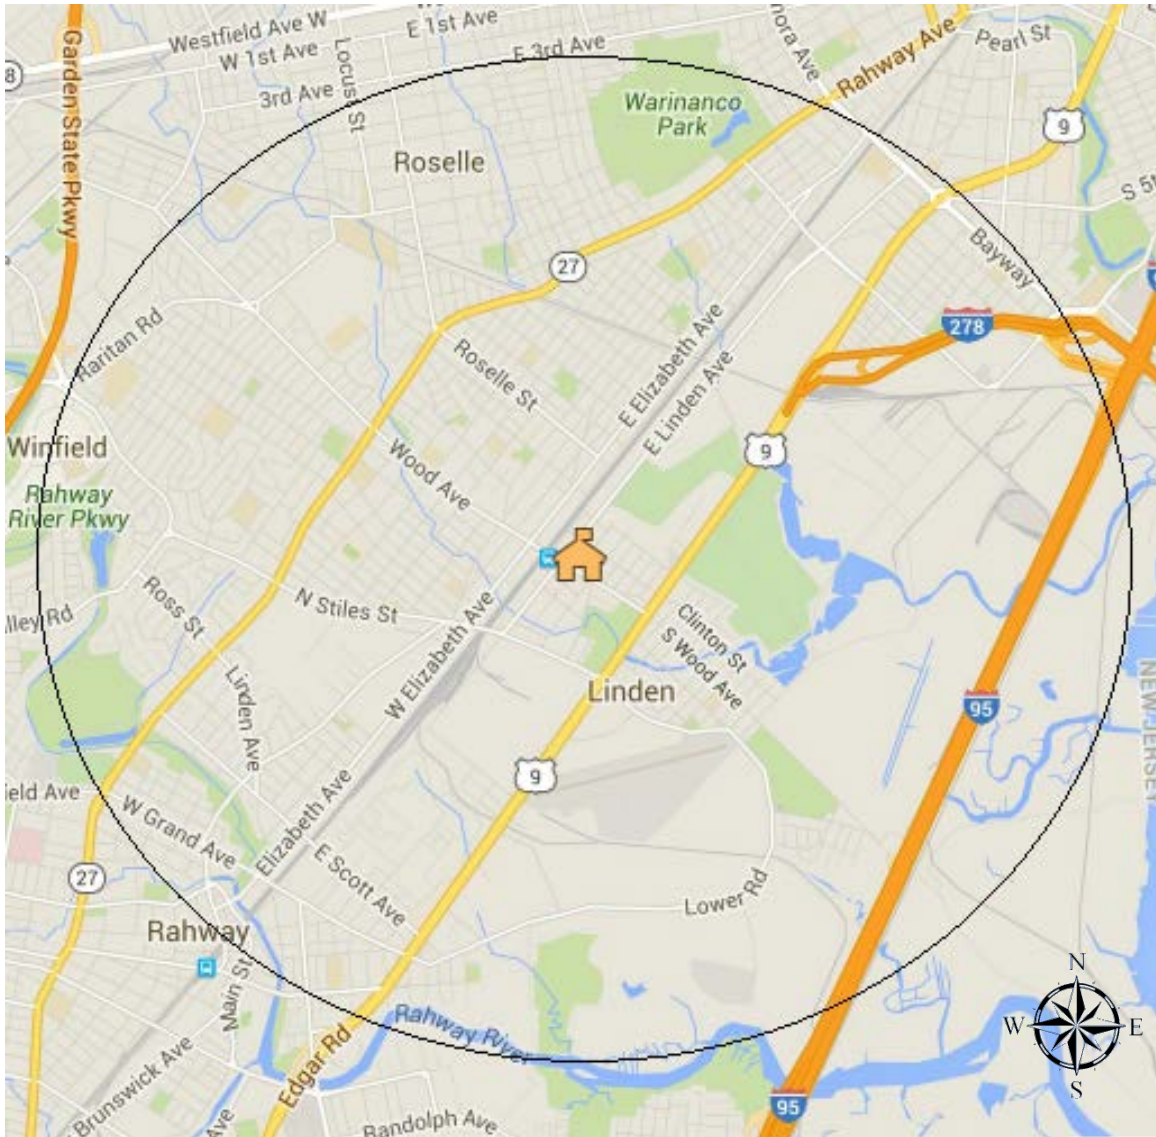 Westfield Ave W
E 1st Ave
W 1st Ave
E 3rd Ave
3rd Ave
Locust St
Rahway Ave
Pearl St
Garden State Pkwy
Warinanco
Park
9
Roselle
Bayway
27
278
Raritan Rd
Roselle St
E Elizabeth Ave
E Linden Ave
Winfield
Wood Ave
9
Rahway
River Pkwy
N Stiles St
Ross St
Clinton St
S Wood Ave
W Elizabeth Ave
Linden
Linden Ave
95
NEW JERSEY
9
W Grand Ave
Elizabeth Ave
E Scott Ave
27
Lower Rd
Rahway
Main St
Rahway River
Edgar Rd
N
W
E
S
95
Brunswick Ave
Randolph Ave